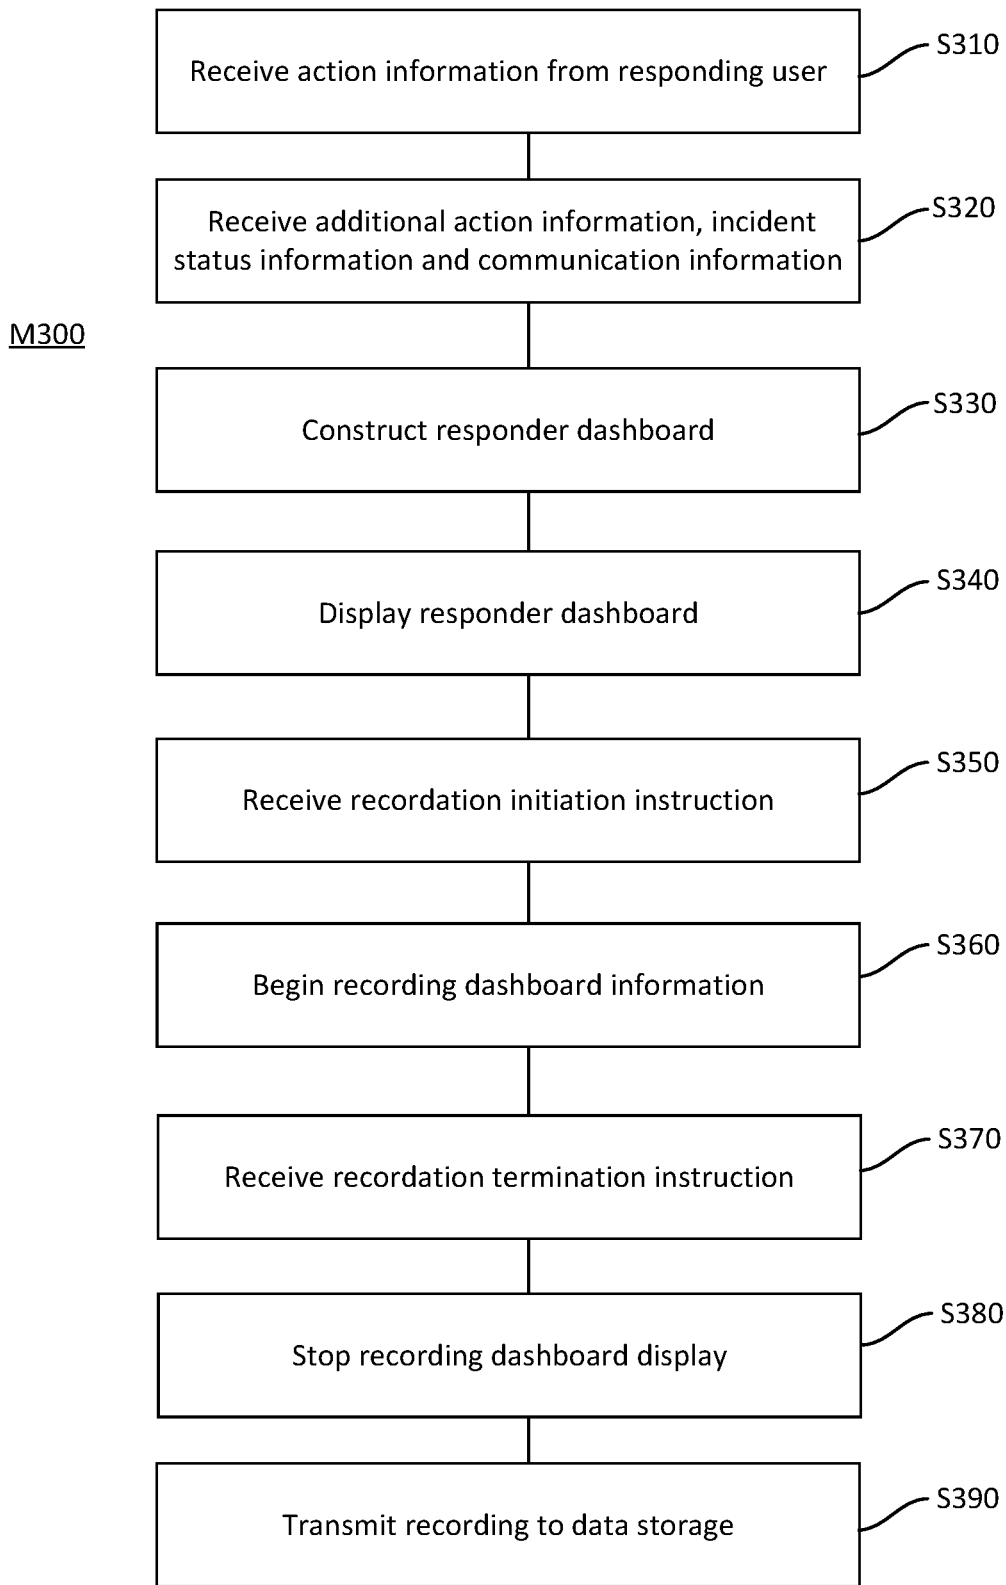 Receive action information from responding user
S310
Receive additional action information, incident
status information and communication information
S320
M300
Construct responder dashboard
S330
Display responder dashboard
S340
Receive recordation initiation instruction
S350
Begin recording dashboard information
S360
Receive recordation termination instruction
S370
Stop recording dashboard display
S380
Transmit recording to data storage
S390